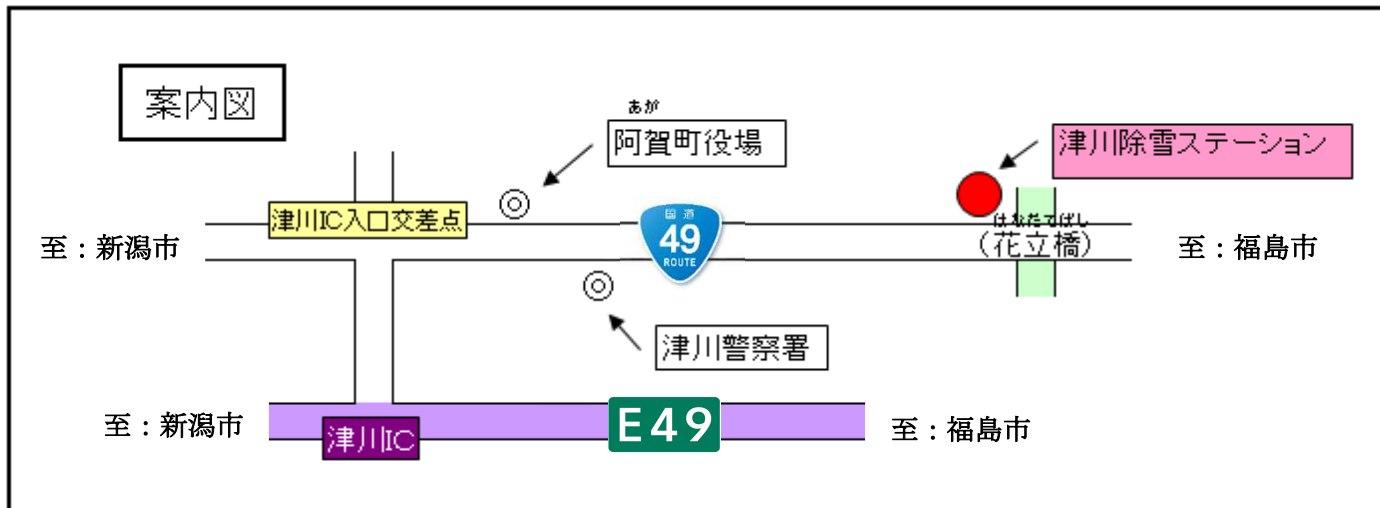 案内図
あが
阿賀町役場
津川除雪ステーション
津川IC入口交差点
国道
49
ROUTE
はなたてばし
(花立橋)
至：新潟市
至：福島市
津川警察署
至：新潟市
津川IC
E49
至：福島市